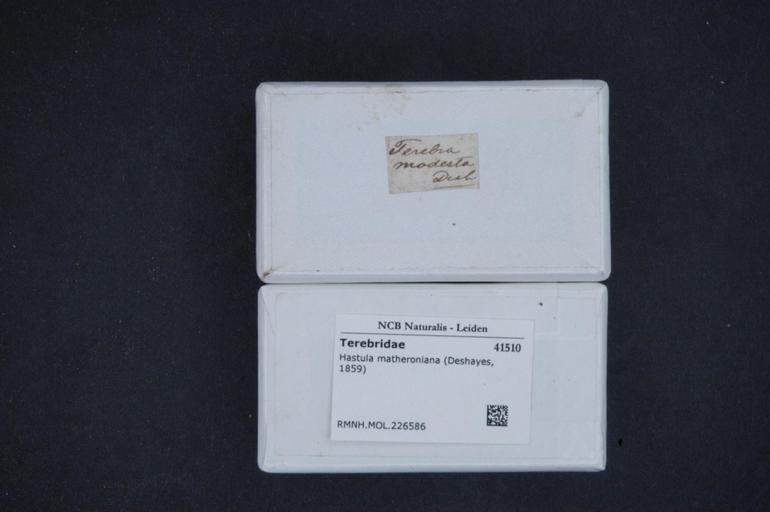 Terebra
modesta
Desh
NCB Naturalis - Leiden
Terebridae 41510
Hastula matheroniana (Deshayes,
1859)
RMNH.MOL.226586